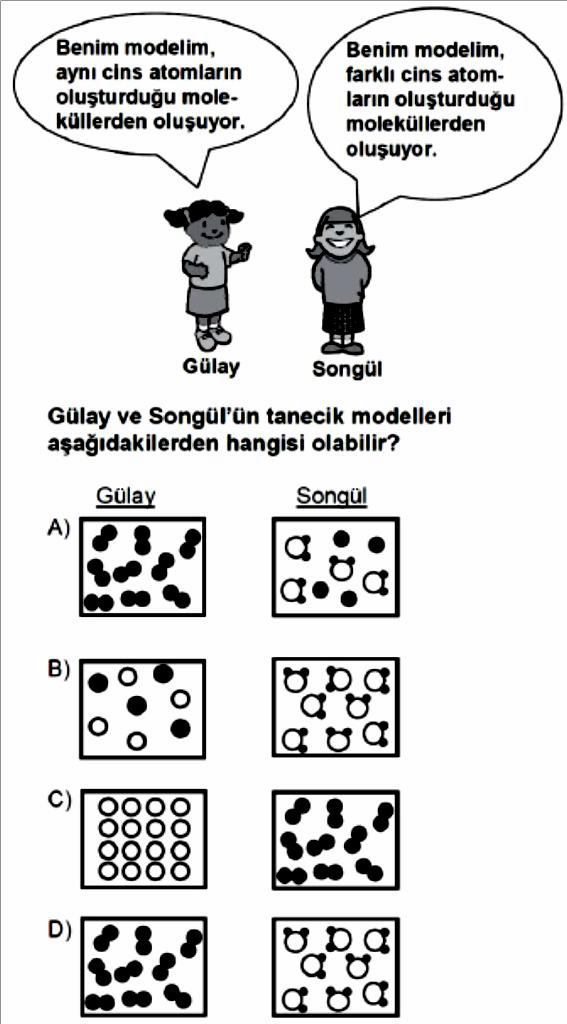 Benim modelim,
aynı cins atomların
oluşturduğu mole-
küllerden oluşuyor.
Benim modelim,
farklı cins atom-
ların oluşturduğu
moleküllerden
oluşuyor.
Gülay
Songül
Gülay ve Songül'ün tanecik modelleri
aşağıdakilerden hangisi olabilir?
Gülay
Songül
A)
B)
C)
D)